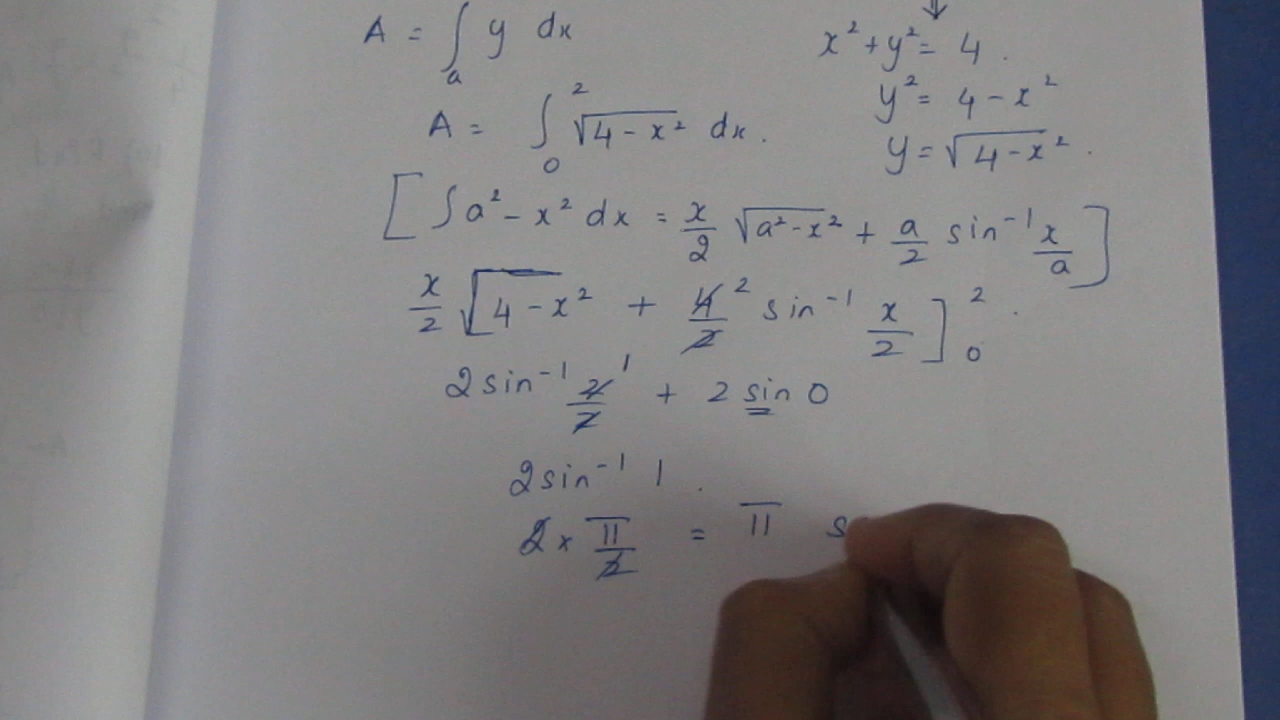 A = ∫ₐ y dx
x² + y² = 4 .
y² = 4 - x²
A = ∫₀² √4-x² dx .
y = √4-x² .
[ ∫a² - x² dx = x/2 √a²-x² + a/2 sin⁻¹ x/a ]
x/2 √4-x² + 4/2 2 sin⁻¹ x/2 ]₀² .
2 sin⁻¹ 2/2 1 + 2 sin 0
2 sin⁻¹ 1 .
2 × π/2 = π s